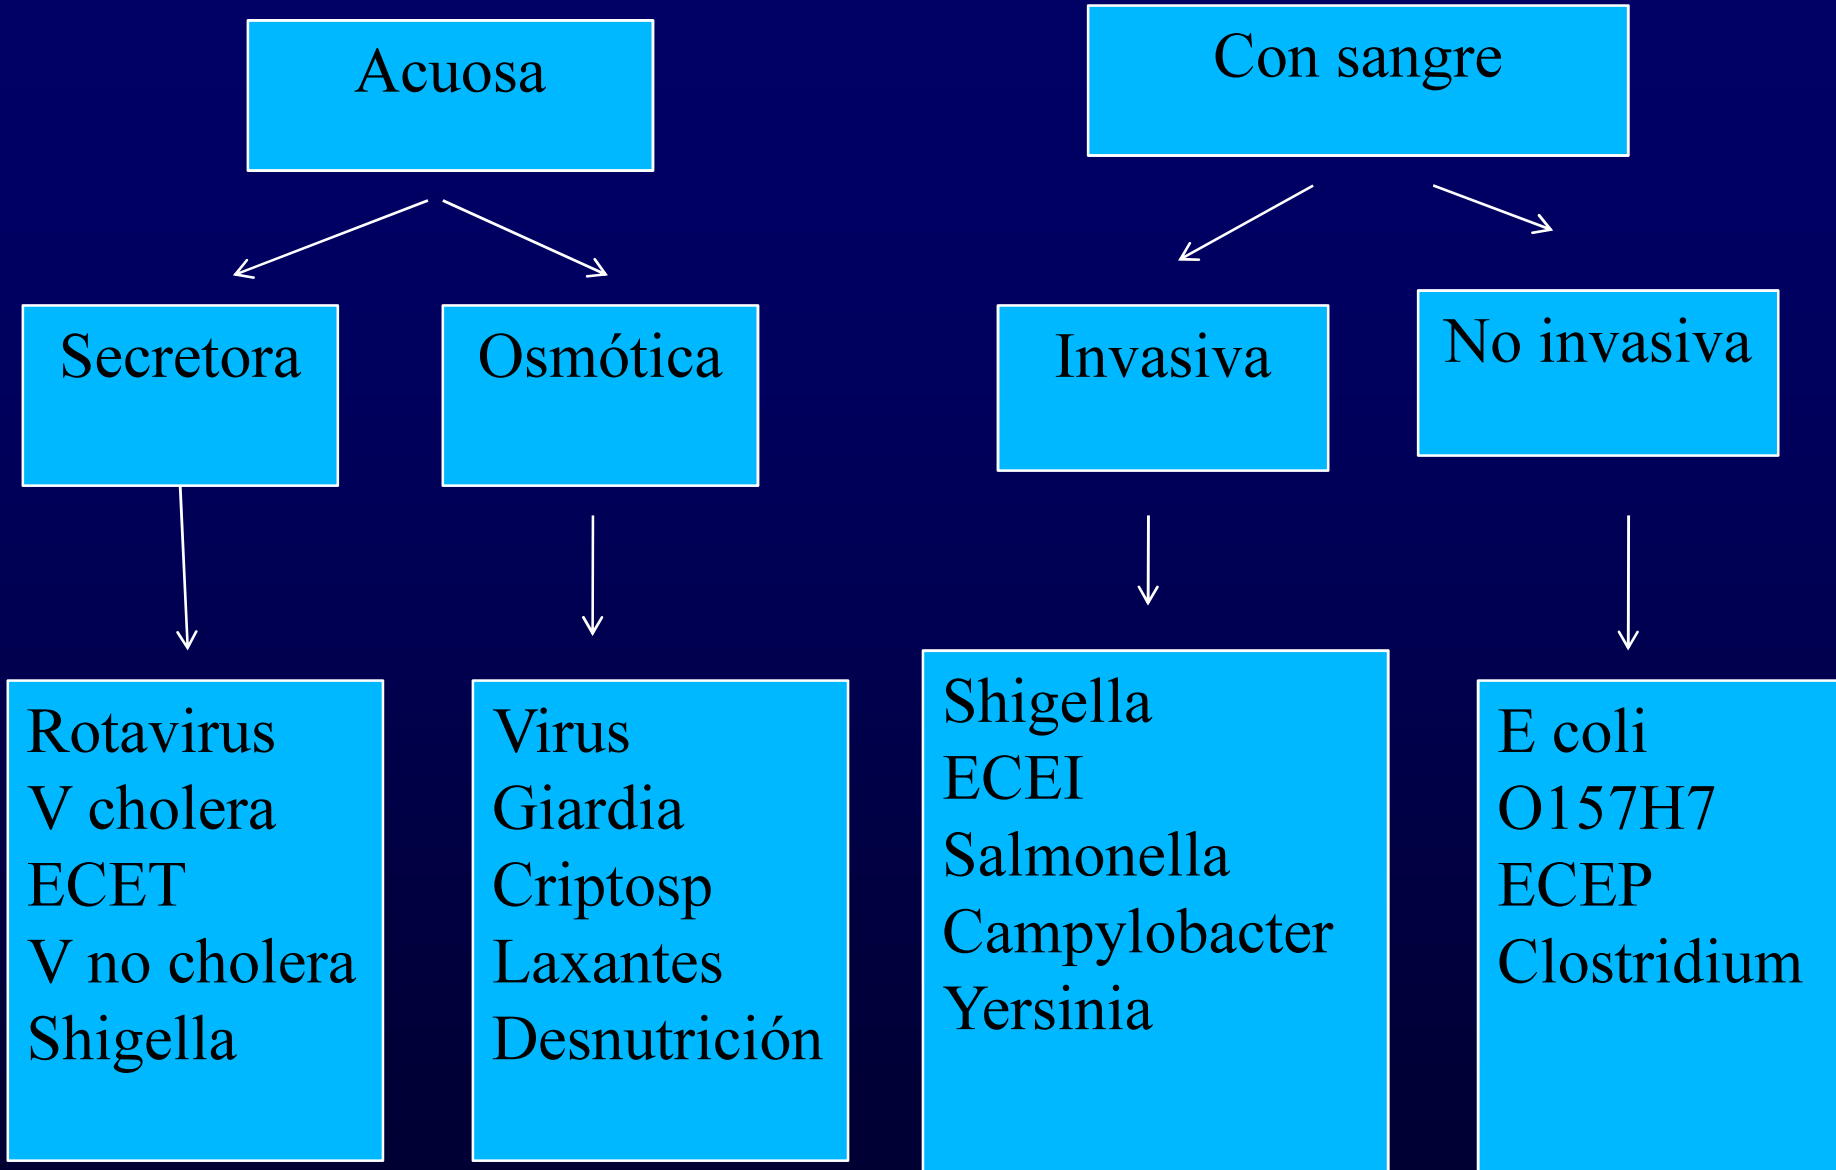 Acuosa
Con sangre
Secretora
Osmótica
Invasiva
No invasiva
Rotavirus
V cholera
ECET
V no cholera
Shigella
Virus
Giardia
Criptosp
Laxantes
Desnutrición
Shigella
ECEI
Salmonella
Campylobacter
Yersinia
E coli
O157H7
ECEP
Clostridium